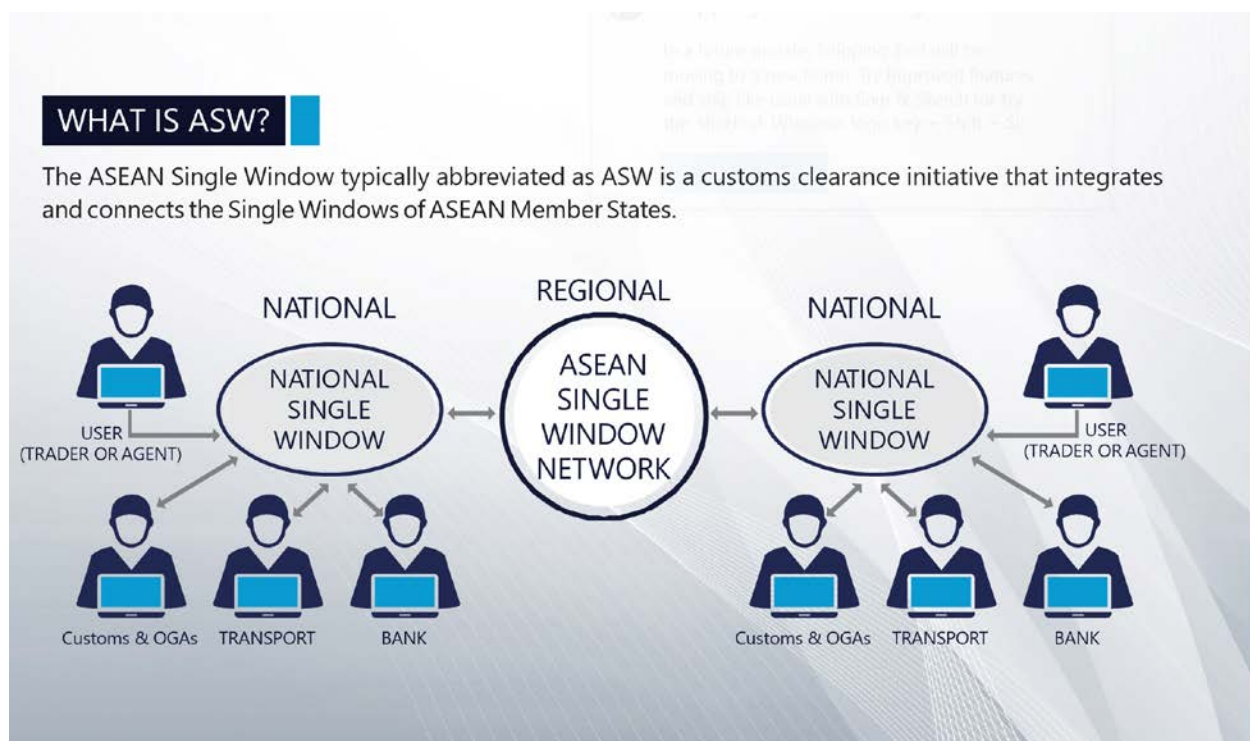 WHAT IS ASW?
The ASEAN Single Window typically abbreviated as ASW is a customs clearance initiative that integrates
and connects the Single Windows of ASEAN Member States.
NATIONAL
REGIONAL
NATIONAL
NATIONAL
SINGLE
WINDOW
ASEAN
SINGLE
WINDOW
NETWORK
NATIONAL
SINGLE
WINDOW
USER
(TRADER OR AGENT)
USER
(TRADER OR AGENT)
Customs & OGAs
TRANSPORT
BANK
Customs & OGAs
TRANSPORT
BANK